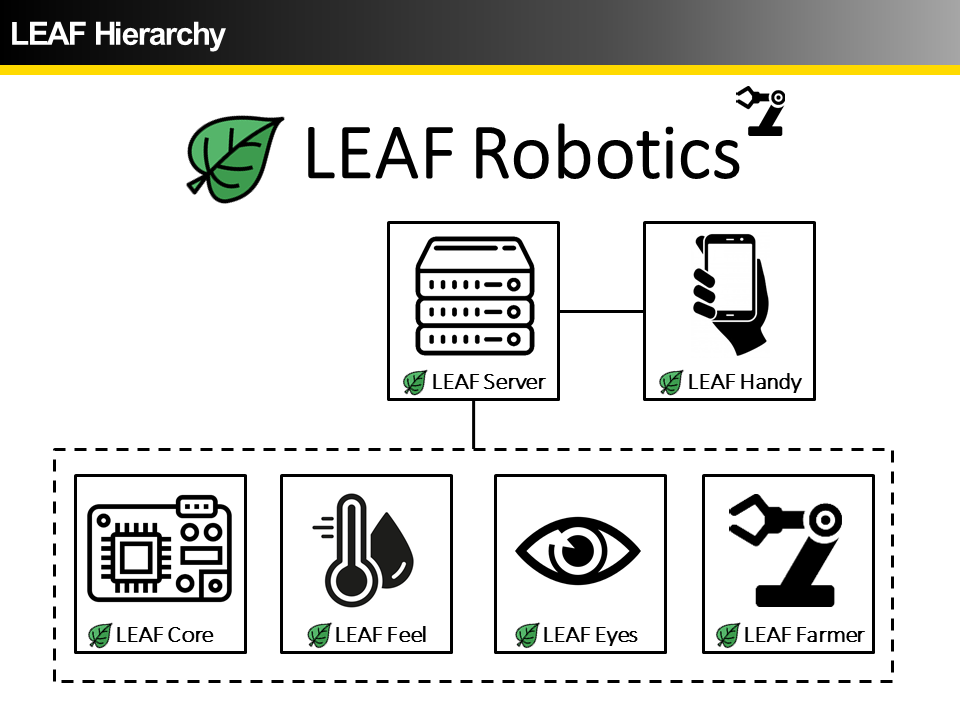 LEAF Hierarchy
LEAF Robotics
LEAF Server
LEAF Handy
LEAF Core
LEAF Feel
LEAF Eyes
LEAF Farmer